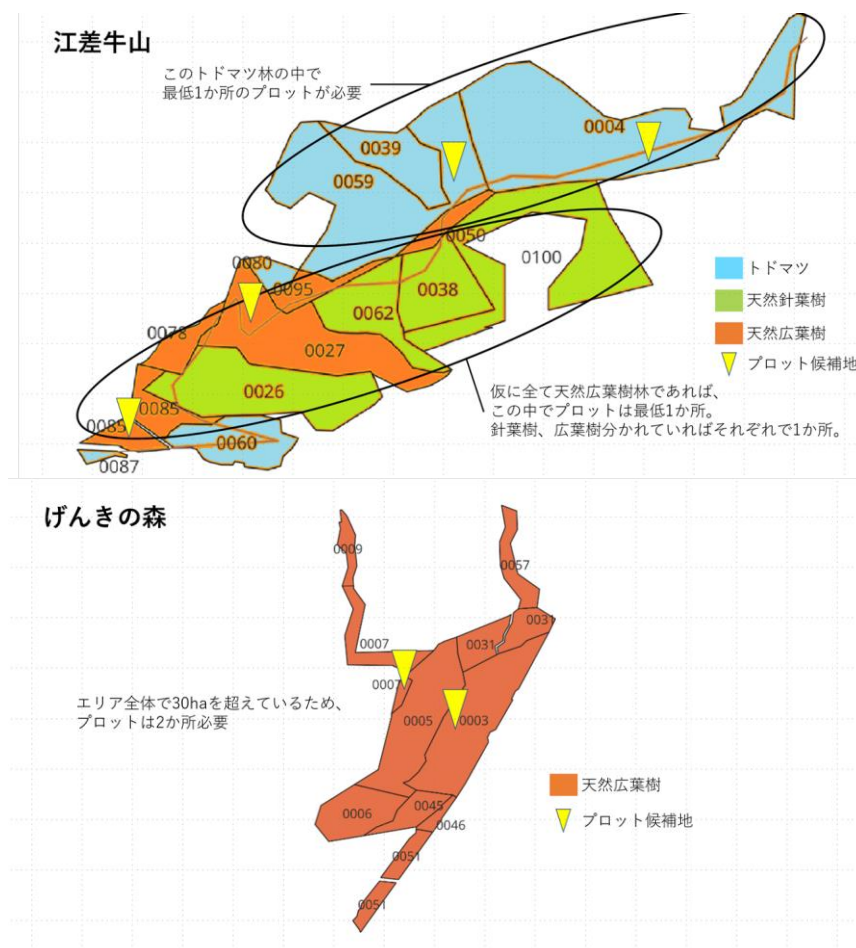 江差牛山
このトドマツ林の中で
最低1か所のプロットが必要
0004
0039
0059
0050
0100
0080
0095
0038
0062
0078
0027
0026
0085
0085
0060
0087
トドマツ
天然針葉樹
天然広葉樹
プロット候補地
仮に全て天然広葉樹林であれば、
この中でプロットは最低1か所。
針葉樹、広葉樹分かれていればそれぞれで1か所。
げんきの森
0009
0057
0031
0007
0031
0007
エリア全体で30haを超えているため、
プロットは2か所必要
0005
0003
天然広葉樹
プロット候補地
0006
0045
0046
0051
0051